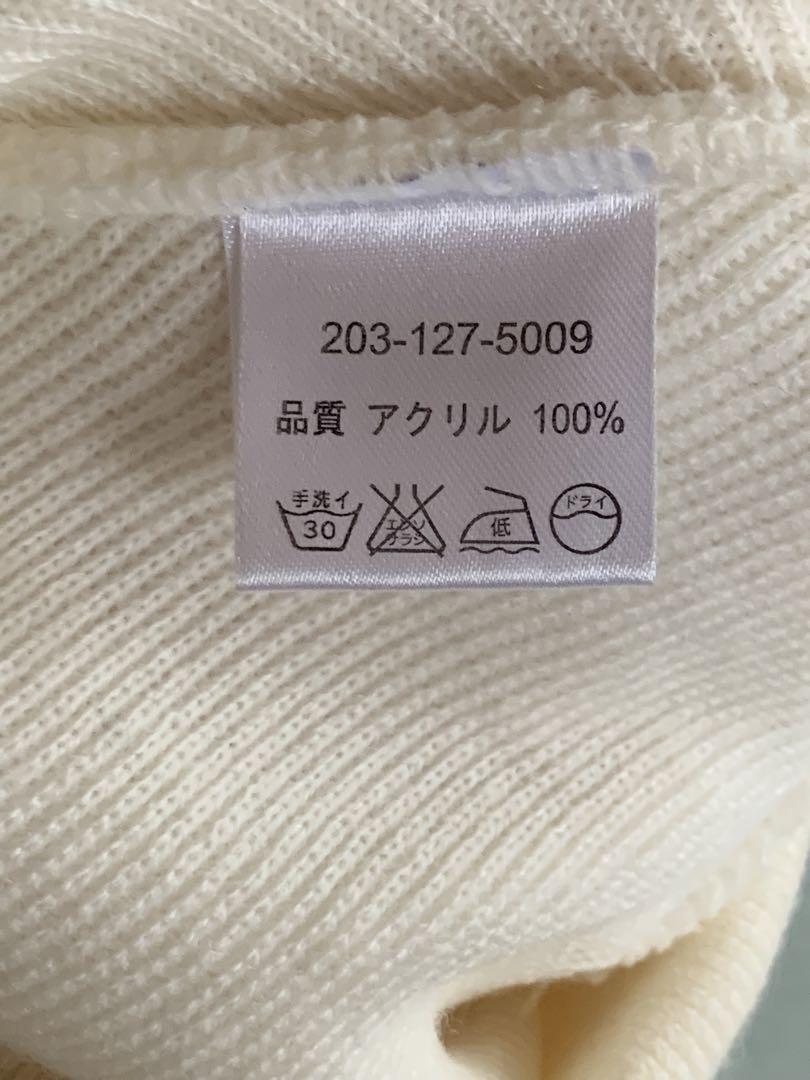 203-127-5009
品質 アクリル 100%
手洗イ 30 エンソ サラシ 低 ドライ